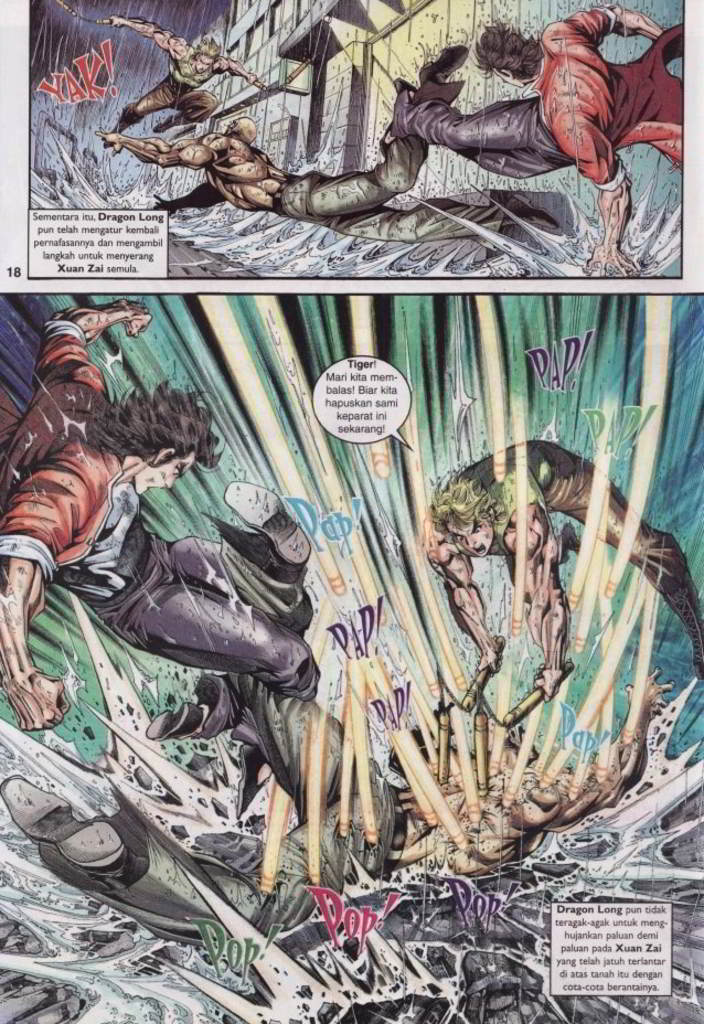 YAK!
Sementara itu, Dragon Long
pun telah mengatur kembali
pernafasannya dan mengambil
langkah untuk menyerang
Xuan Zai semula.
18
Tiger!
Mari kita mem-
balas! Biar kita
hapuskan sami
keparat ini
sekarang!
PAP!
PAP!
Pap!
PAP!
PAP!
Pap!
Pop!
Pop!
Pop!
Dragon Long pun tidak
teragak-agak untuk meng-
hujankan paluan demi
paluan pada Xuan Zai
yang telah jatuh terlantar
di atas tanah itu dengan
cota-cota berantainya.